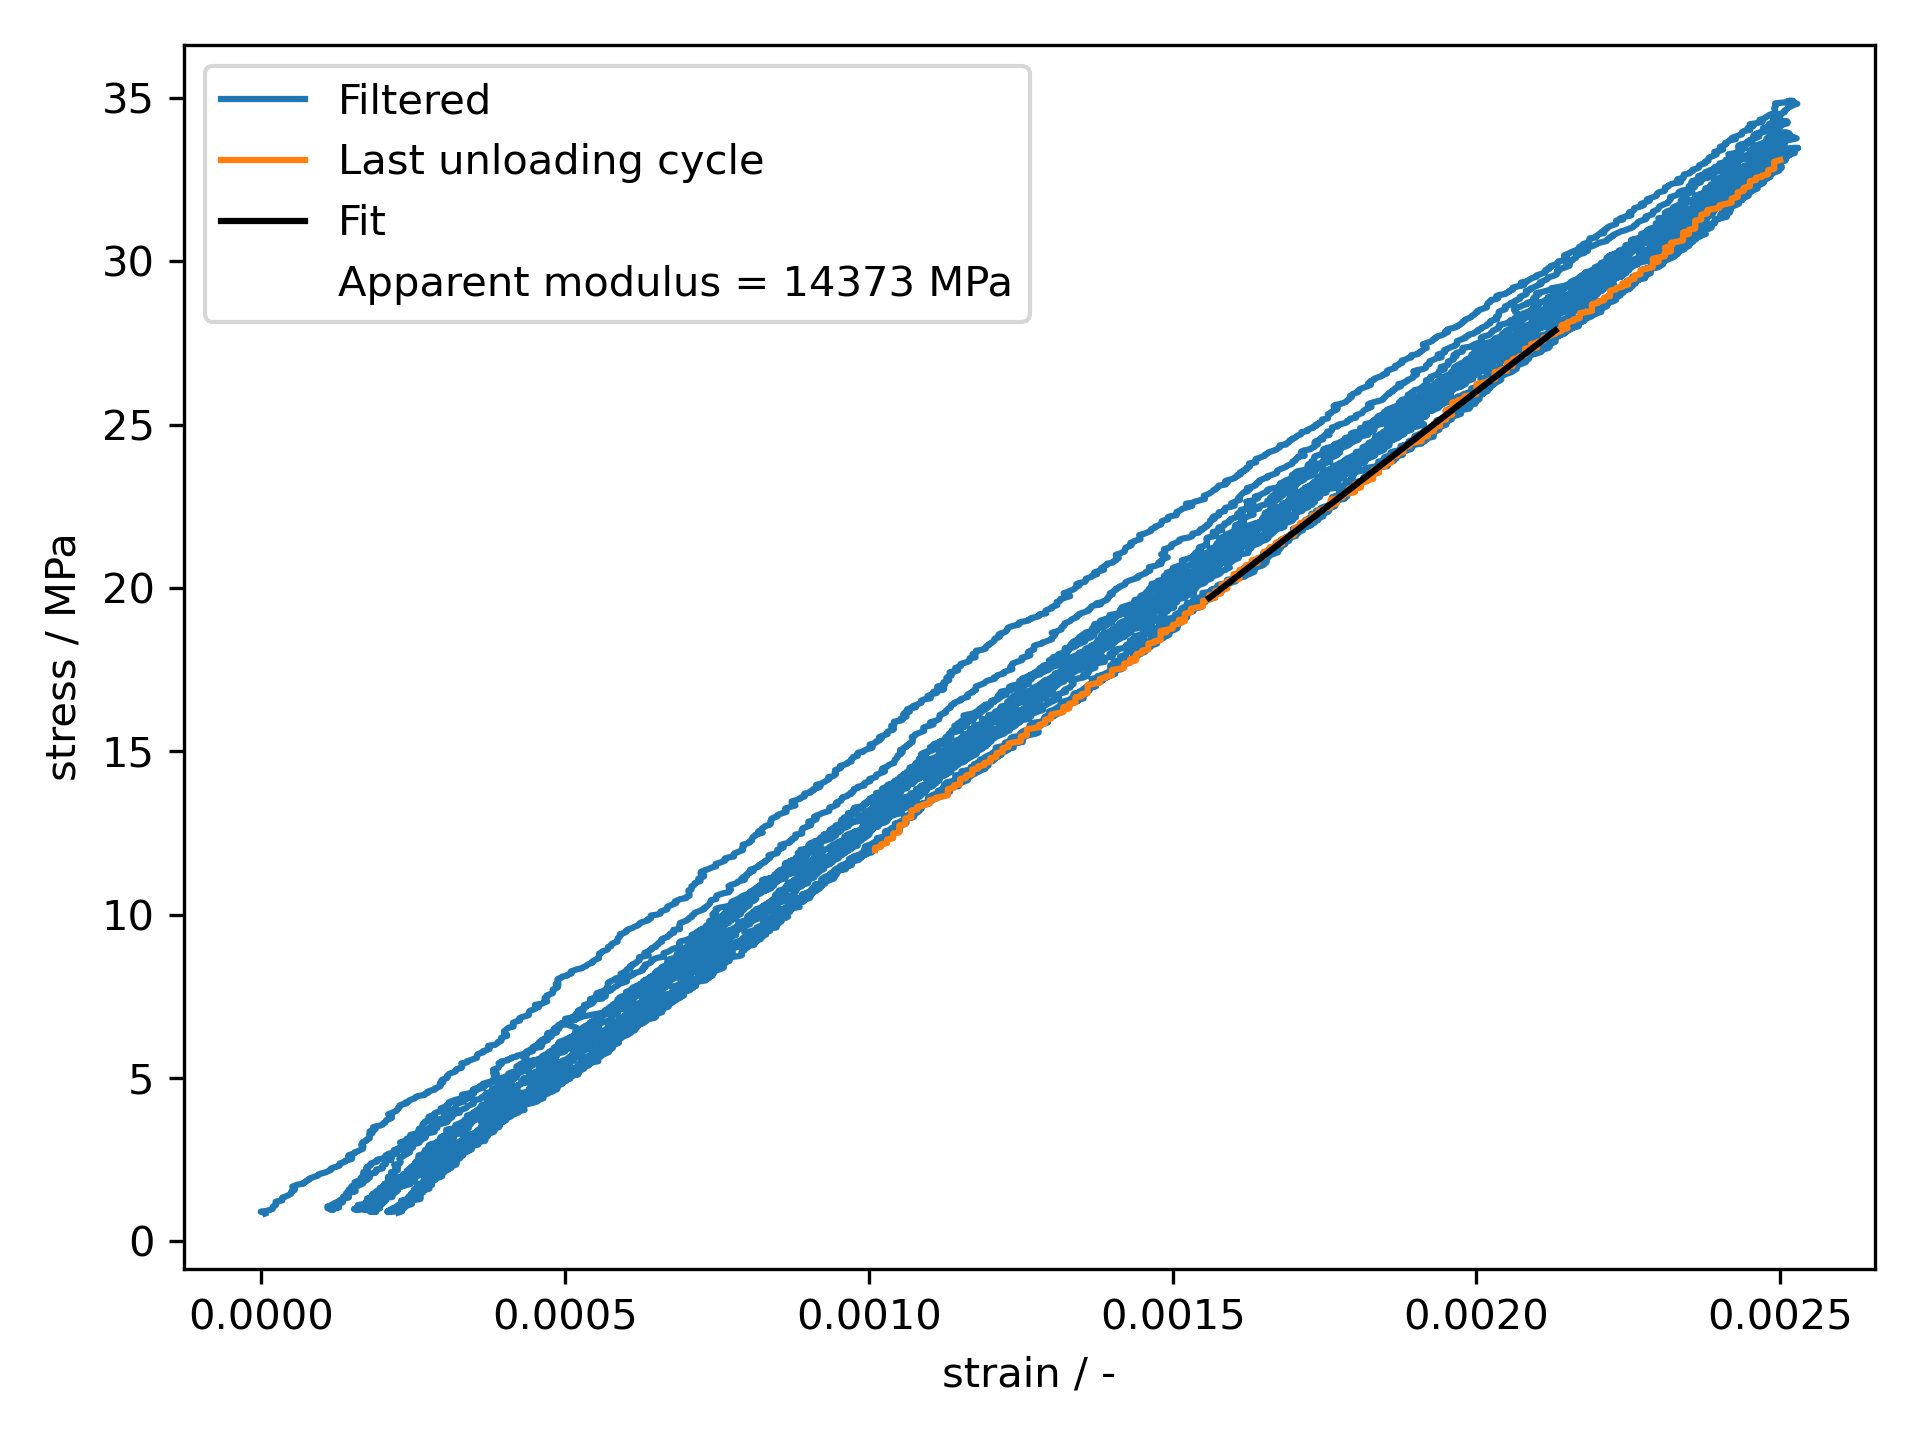 Filtered
Last unloading cycle
Fit
Apparent modulus = 14373 MPa
35
30
25
20
15
10
5
0
stress / MPa
0.0000 0.0005 0.0010 0.0015 0.0020 0.0025
strain / -